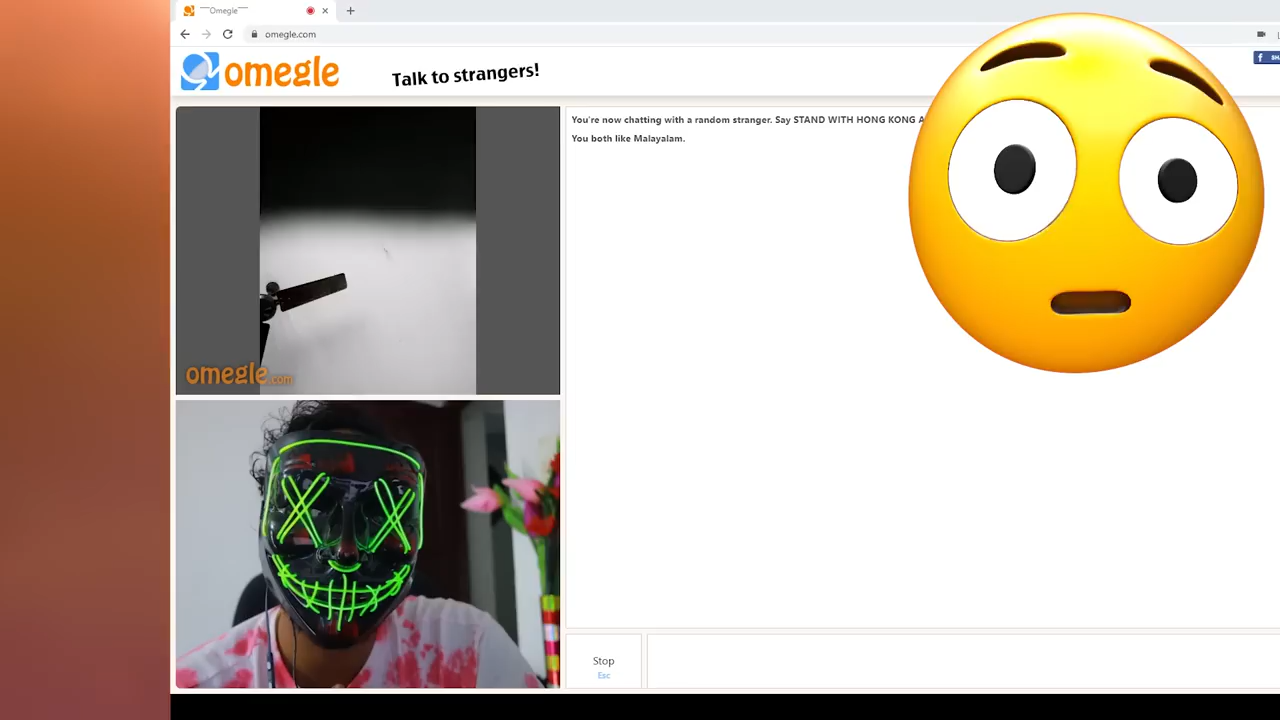 Omegle
omegle.com
omegle
Talk to strangers!
You're now chatting with a random stranger. Say STAND WITH HONG KONG A
You both like Malayalam.
omegle.com
Stop
Esc